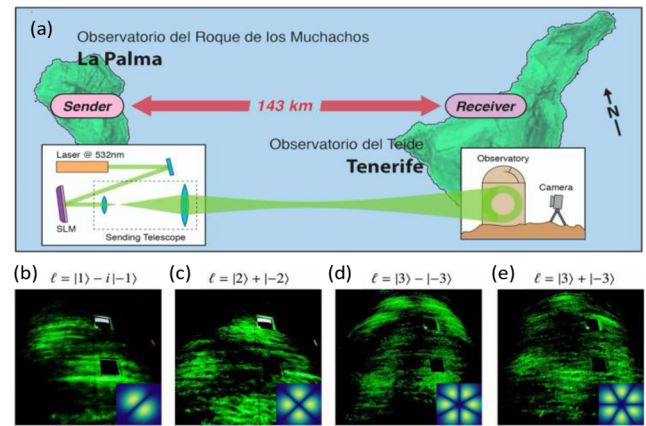 (a)
Observatorio del Roque de los Muchachos
La Palma
Sender
143 km
Receiver
N
Observatorio del Teide
Tenerife
Laser @ 532nm
SLM
Sending Telescope
Observatory
Camera
(b) ℓ = |1⟩ − i|−1⟩
(c) ℓ = |2⟩ + |−2⟩
(d) ℓ = |3⟩ − |−3⟩
(e) ℓ = |3⟩ + |−3⟩